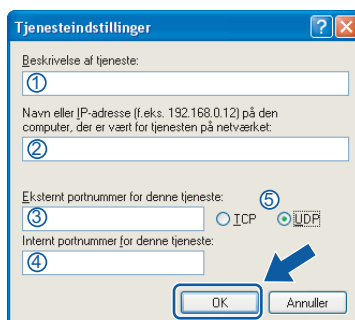 Tjenesteindstillinger
Beskrivelse af tjeneste:
①
Navn eller IP-adresse (f.eks. 192.168.0.12) på den
computer, der er vært for tjenesten på netværket:
②
Eksternt portnummer for denne tjeneste: ⑤
③ TCP UDP
Internt portnummer for denne tjeneste:
④
OK Annuller